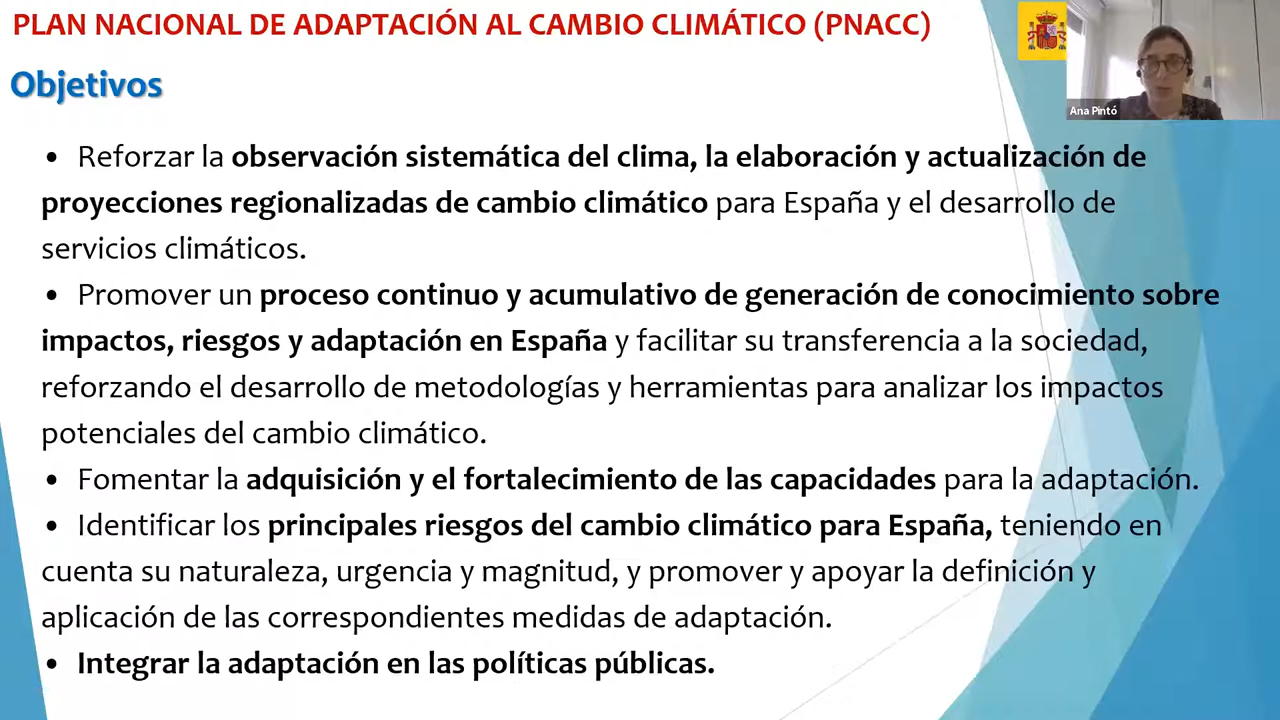 PLAN NACIONAL DE ADAPTACIÓN AL CAMBIO CLIMÁTICO (PNACC)
Ana Pintó
Objetivos
• Reforzar la observación sistemática del clima, la elaboración y actualización de
proyecciones regionalizadas de cambio climático para España y el desarrollo de
servicios climáticos.
• Promover un proceso continuo y acumulativo de generación de conocimiento sobre
impactos, riesgos y adaptación en España y facilitar su transferencia a la sociedad,
reforzando el desarrollo de metodologías y herramientas para analizar los impactos
potenciales del cambio climático.
• Fomentar la adquisición y el fortalecimiento de las capacidades para la adaptación.
• Identificar los principales riesgos del cambio climático para España, teniendo en
cuenta su naturaleza, urgencia y magnitud, y promover y apoyar la definición y
aplicación de las correspondientes medidas de adaptación.
• Integrar la adaptación en las políticas públicas.